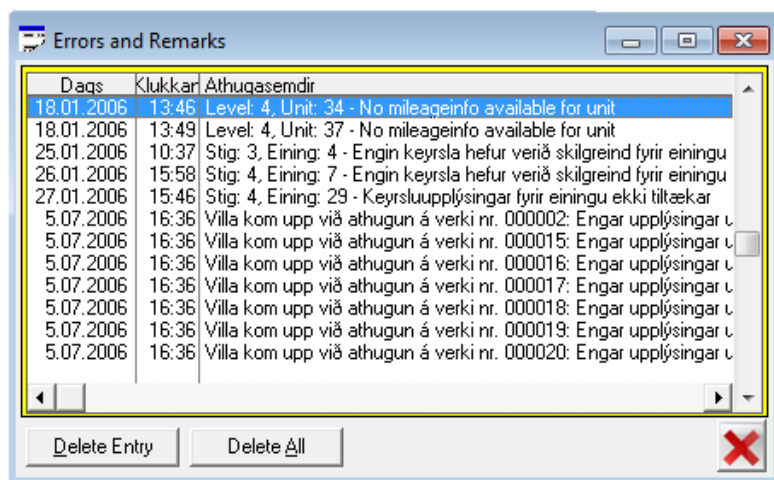 Errors and Remarks
Dags Klukkar Athugasemdir
18.01.2006 13:46 Level: 4, Unit: 34 - No mileageinfo available for unit
18.01.2006 13:49 Level: 4, Unit: 37 - No mileageinfo available for unit
25.01.2006 10:37 Stig: 3, Eining: 4 - Engin keyrsla hefur verið skilgreind fyrir einingu
26.01.2006 15:58 Stig: 4, Eining: 7 - Engin keyrsla hefur verið skilgreind fyrir einingu
27.01.2006 15:46 Stig: 4, Eining: 29 - Keyrsluupplýsingar fyrir einingu ekki tiltækar
5.07.2006 16:36 Villa kom upp við athugun á verki nr. 000002: Engar upplýsingar
5.07.2006 16:36 Villa kom upp við athugun á verki nr. 000015: Engar upplýsingar
5.07.2006 16:36 Villa kom upp við athugun á verki nr. 000016: Engar upplýsingar
5.07.2006 16:36 Villa kom upp við athugun á verki nr. 000017: Engar upplýsingar
5.07.2006 16:36 Villa kom upp við athugun á verki nr. 000018: Engar upplýsingar
5.07.2006 16:36 Villa kom upp við athugun á verki nr. 000019: Engar upplýsingar
5.07.2006 16:36 Villa kom upp við athugun á verki nr. 000020: Engar upplýsingar
Delete Entry Delete All